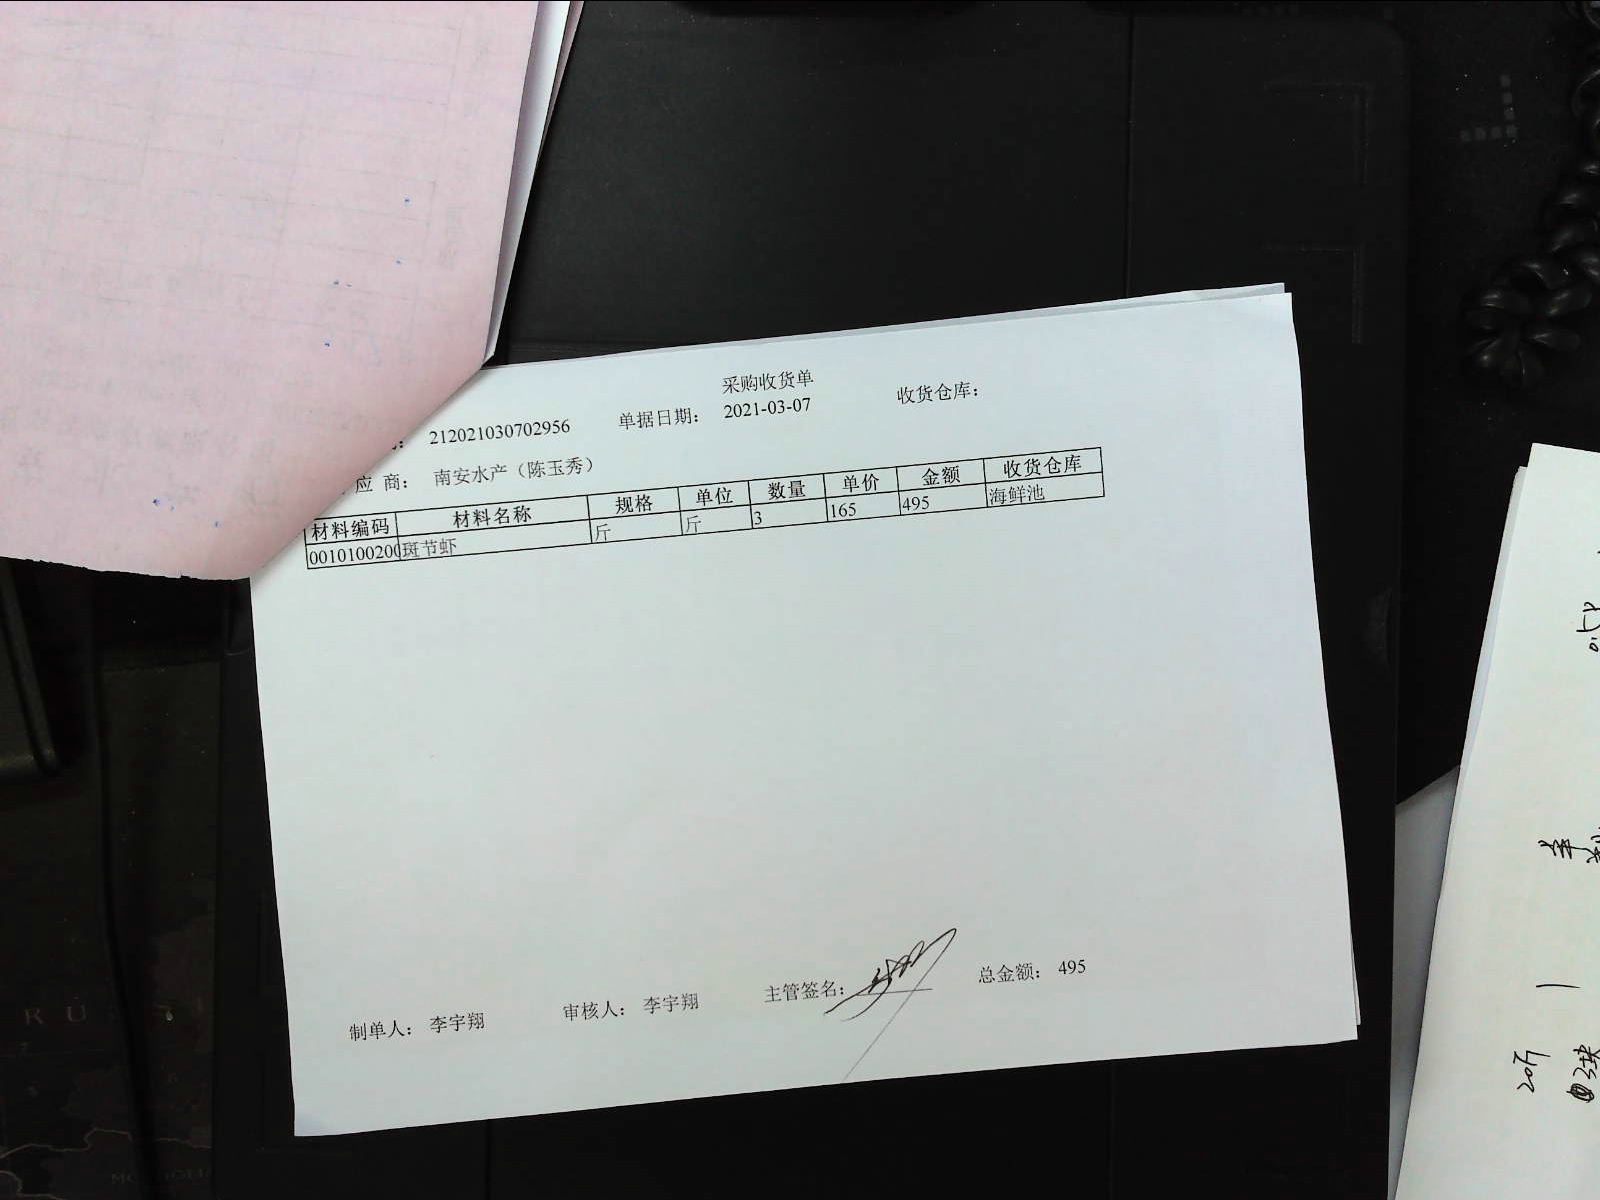 采购收货单
212021030702956 单据日期： 2021-03-07 收货仓库：
应 商： 南安水产（陈玉秀）
材料编码 材料名称 规格 单位 数量 单价 金额 收货仓库
0010100200 斑节虾 斤 斤 3 165 495 海鲜池
制单人： 李宇翔 审核人： 李宇翔 主管签名： 总金额： 495